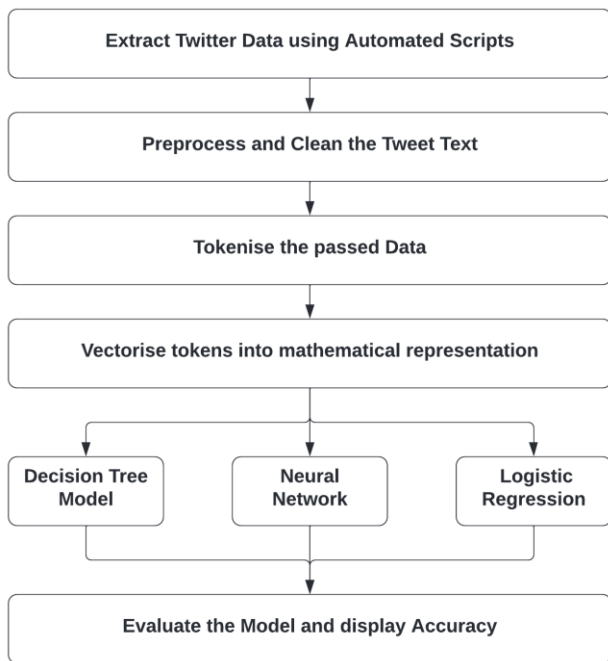 Extract Twitter Data using Automated Scripts
Preprocess and Clean the Tweet Text
Tokenise the passed Data
Vectorise tokens into mathematical representation
Decision Tree
Model
Neural
Network
Logistic
Regression
Evaluate the Model and display Accuracy